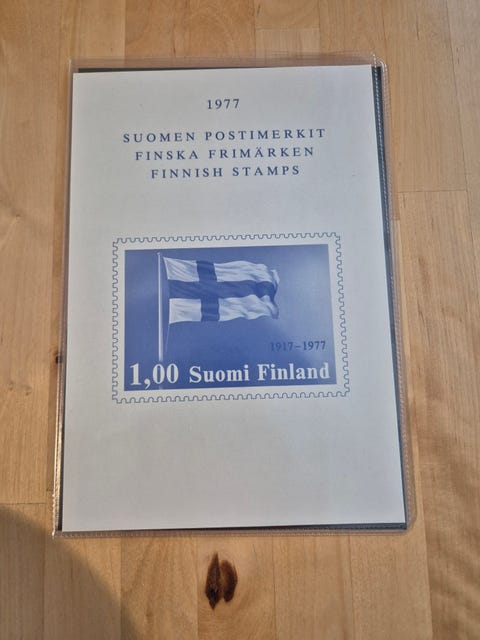 1977
SUOMEN POSTIMERKIT
FINSKA FRIMÄRKEN
FINNISH STAMPS
1917–1977
1,00 Suomi Finland